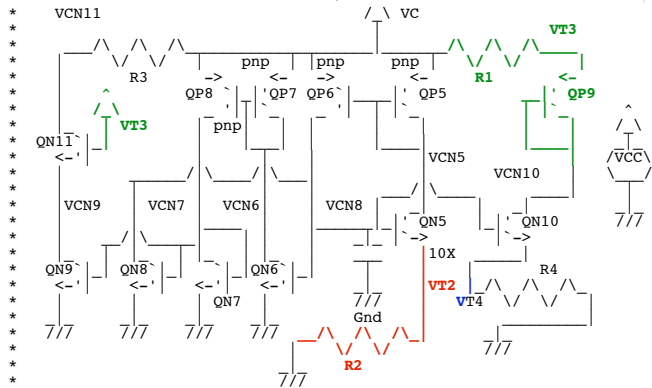 VCN11 VC
VT3
pnp pnp pnp
R3 R1
QP8 QP7 QP6 QP5 QP9
VT3
pnp
QN11
VCN5
VCN10 VCC
VCN9 VCN7 VCN6 VCN8
QN5 QN10
10X
QN9 QN8 QN6 R4
VT2
QN7 VT4
Gnd
R2